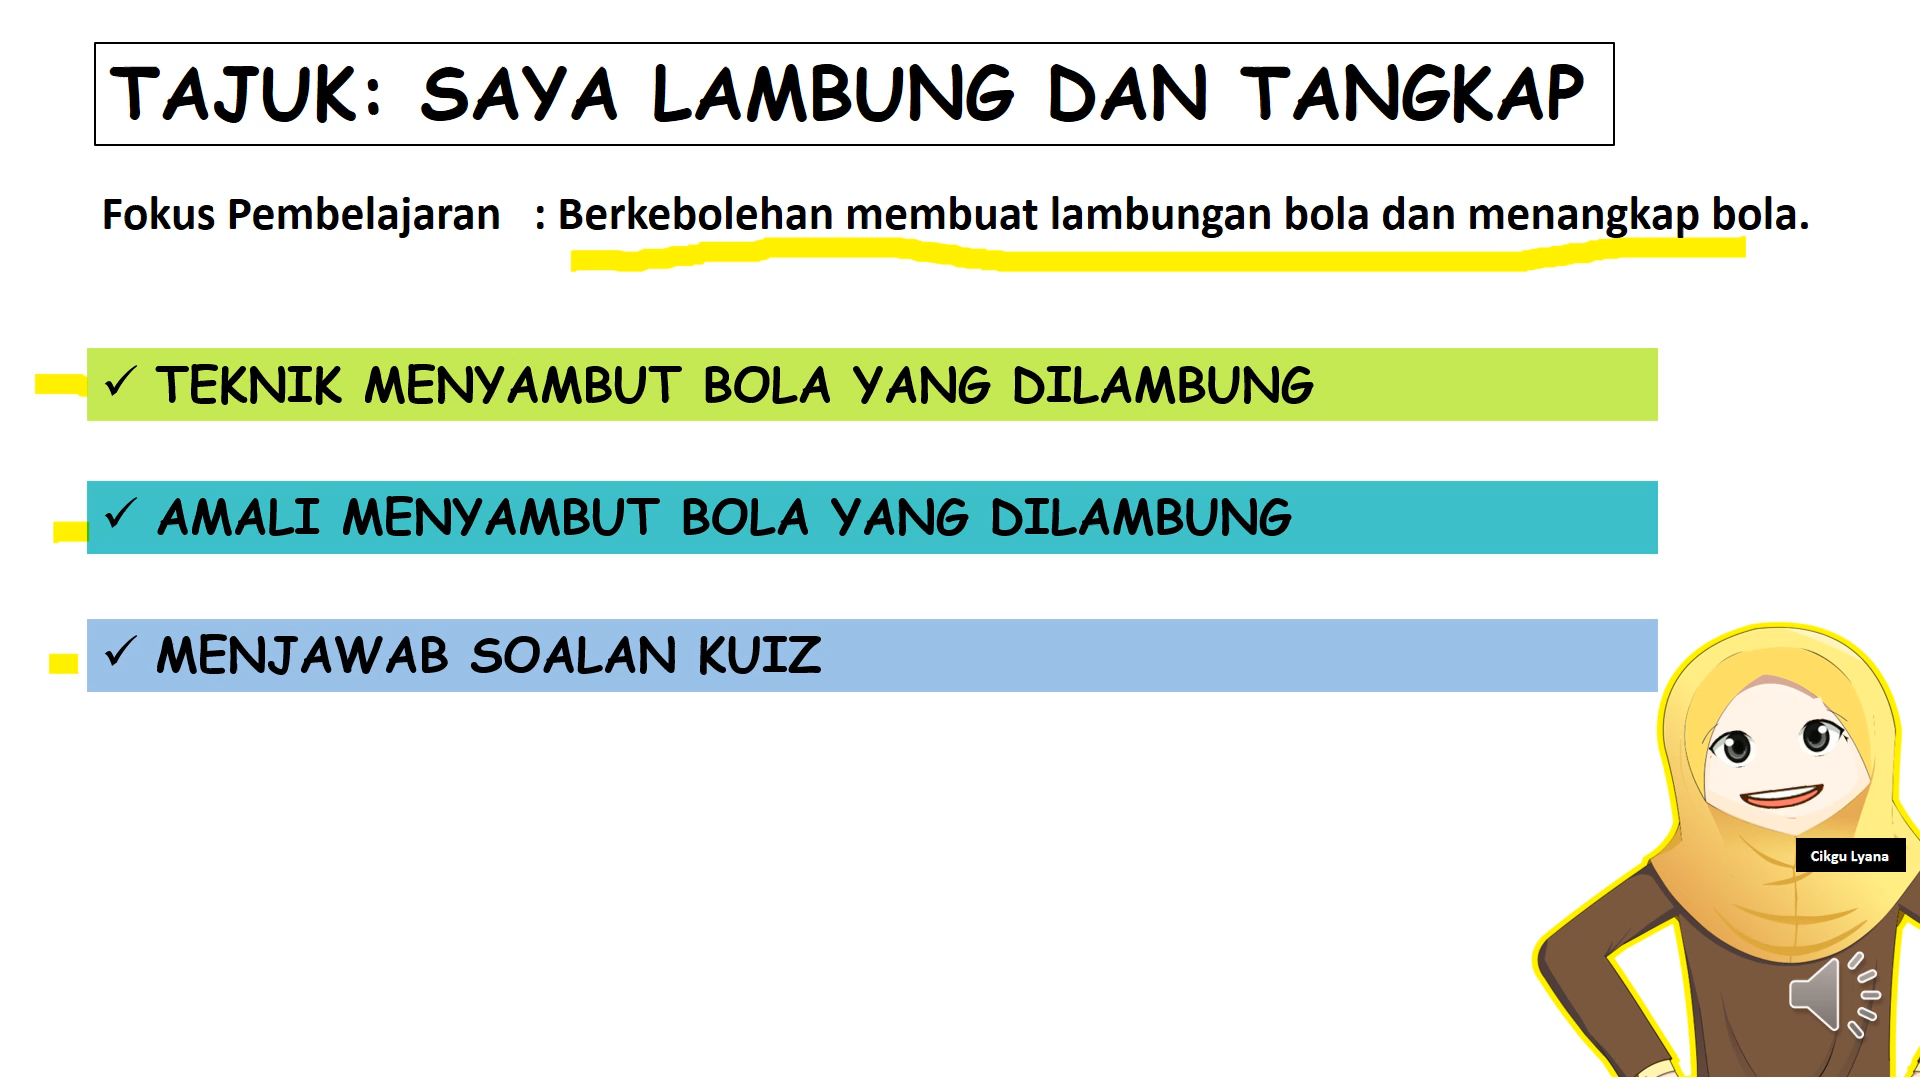 TAJUK: SAYA LAMBUNG DAN TANGKAP
Fokus Pembelajaran : Berkebolehan membuat lambungan bola dan menangkap bola.
✓ TEKNIK MENYAMBUT BOLA YANG DILAMBUNG
✓ AMALI MENYAMBUT BOLA YANG DILAMBUNG
✓ MENJAWAB SOALAN KUIZ
Cikgu Lyana